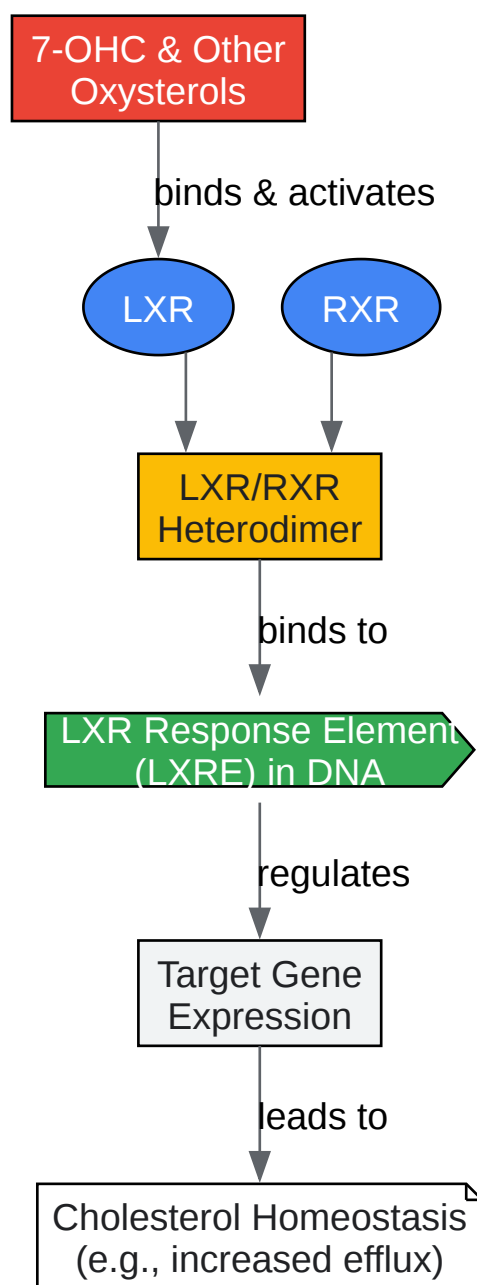 7-OHC & Other
Oxysterols
binds & activates
LXR
RXR
LXR/RXR
Heterodimer
binds to
LXR Response Element
(LXRE) in DNA
regulates
Target Gene
Expression
leads to
Cholesterol Homeostasis
(e.g., increased efflux)